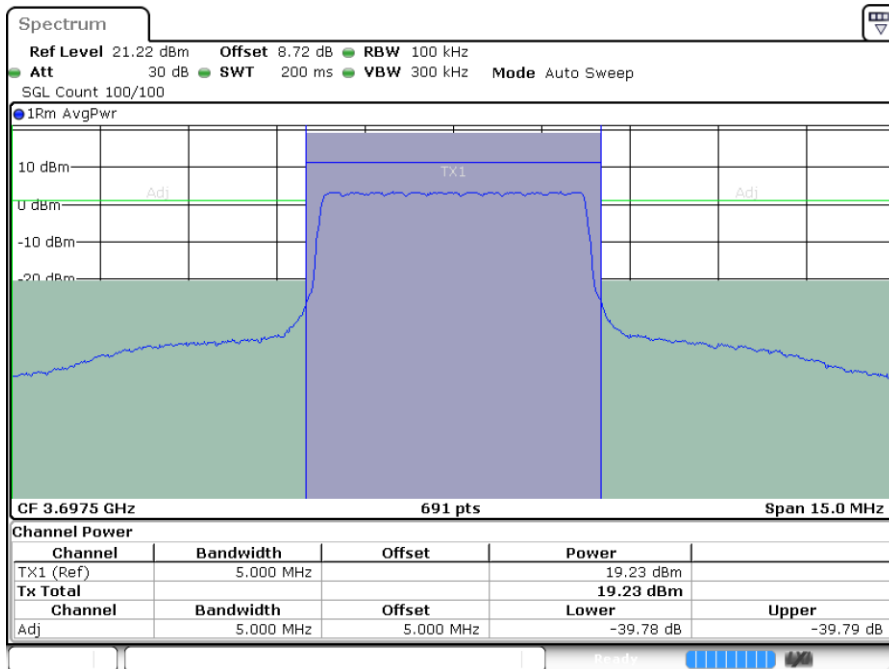 Spectrum
Ref Level 21.22 dBm Offset 8.72 dB RBW 100 kHz
Att 30 dB SWT 200 ms VBW 300 kHz Mode Auto Sweep
SGL Count 100/100
1Rm AvgPwr
10 dBm
TX1
Adj Adj
0 dBm
-10 dBm
-20 dBm
CF 3.6975 GHz 691 pts Span 15.0 MHz
Channel Power
Channel Bandwidth Offset Power
TX1 (Ref) 5.000 MHz 19.23 dBm
Tx Total 19.23 dBm
Channel Bandwidth Offset Lower Upper
Adj 5.000 MHz 5.000 MHz -39.78 dB -39.79 dB
Ready